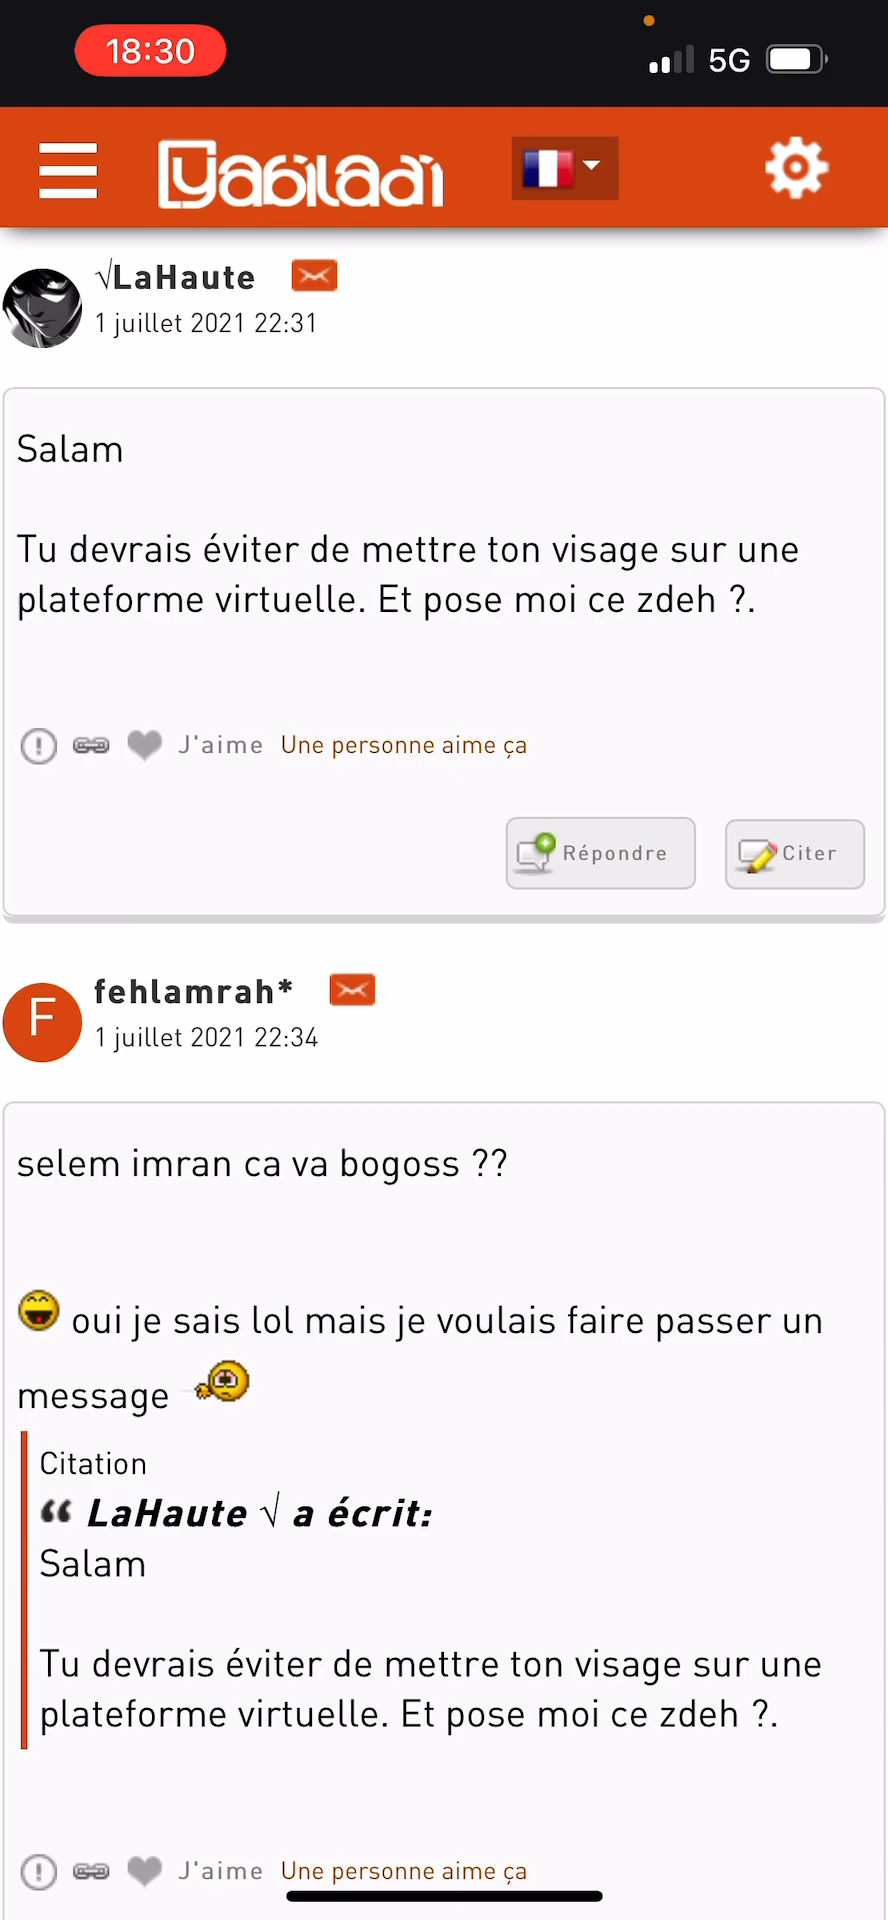 18:30
5G
yabiladi
√LaHaute
1 juillet 2021 22:31
Salam
Tu devrais éviter de mettre ton visage sur une
plateforme virtuelle. Et pose moi ce zdeh ?.
J'aime Une personne aime ça
Répondre
Citer
F
fehlamrah*
1 juillet 2021 22:34
selem imran ca va bogoss ??
oui je sais lol mais je voulais faire passer un
message
Citation
“ LaHaute √ a écrit:
Salam
Tu devrais éviter de mettre ton visage sur une
plateforme virtuelle. Et pose moi ce zdeh ?.
J'aime Une personne aime ça